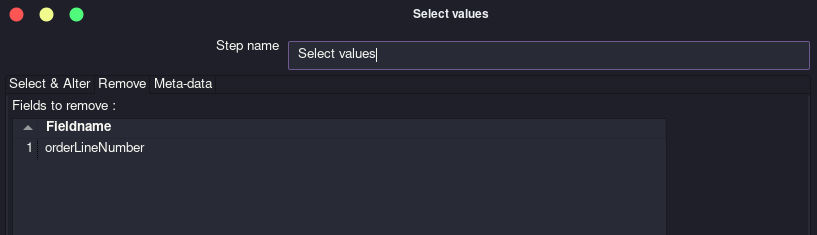 Select values
Step name Select values
Select & Alter Remove Meta-data
Fields to remove :
Fieldname
1 orderLineNumber